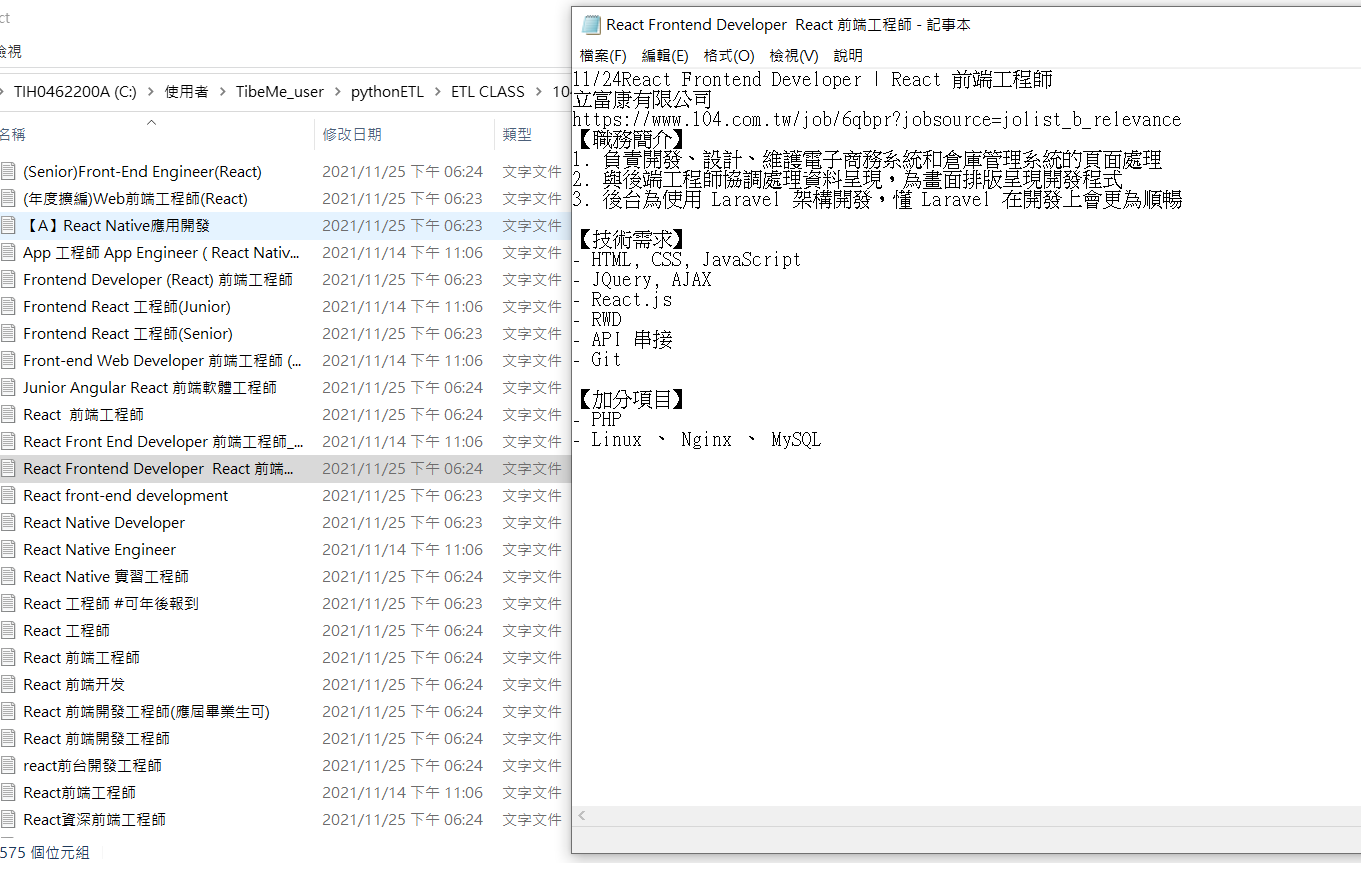 ct
檢視
TIH0462200A (C:) > 使用者 > TibeMe_user > pythonETL > ETL CLASS > 10
名稱 修改日期 類型
(Senior)Front-End Engineer(React) 2021/11/25 下午 06:24 文字文件
(年度擴編)Web前端工程師(React) 2021/11/25 下午 06:23 文字文件
【A】React Native應用開發 2021/11/25 下午 06:23 文字文件
App 工程師 App Engineer ( React Nativ... 2021/11/14 下午 11:06 文字文件
Frontend Developer (React) 前端工程師 2021/11/25 下午 06:23 文字文件
Frontend React 工程師(Junior) 2021/11/14 下午 11:06 文字文件
Frontend React 工程師(Senior) 2021/11/25 下午 06:23 文字文件
Front-end Web Developer 前端工程師 (... 2021/11/14 下午 11:06 文字文件
Junior Angular React 前端軟體工程師 2021/11/25 下午 06:24 文字文件
React  前端工程師 2021/11/25 下午 06:24 文字文件
React Front End Developer 前端工程師_... 2021/11/14 下午 11:06 文字文件
React Frontend Developer  React 前端... 2021/11/25 下午 06:24 文字文件
React front-end development 2021/11/25 下午 06:23 文字文件
React Native Developer 2021/11/25 下午 06:23 文字文件
React Native Engineer 2021/11/14 下午 11:06 文字文件
React Native 實習工程師 2021/11/25 下午 06:24 文字文件
React 工程師 #可年後報到 2021/11/25 下午 06:23 文字文件
React 工程師 2021/11/25 下午 06:24 文字文件
React 前端工程師 2021/11/25 下午 06:24 文字文件
React 前端开发 2021/11/25 下午 06:24 文字文件
React 前端開發工程師(應屆畢業生可) 2021/11/25 下午 06:24 文字文件
React 前端開發工程師 2021/11/25 下午 06:24 文字文件
react前台開發工程師 2021/11/25 下午 06:24 文字文件
React前端工程師 2021/11/14 下午 11:06 文字文件
React資深前端工程師 2021/11/25 下午 06:24 文字文件
575 個位元組
React Frontend Developer  React 前端工程師 - 記事本
檔案(F) 編輯(E) 格式(O) 檢視(V) 說明
11/24React Frontend Developer | React 前端工程師
立富康有限公司
https://www.104.com.tw/job/6qbpr?jobsource=jolist_b_relevance
【職務簡介】
1. 負責開發、設計、維護電子商務系統和倉庫管理系統的頁面處理
2. 與後端工程師協調處理資料呈現，為畫面排版呈現開發程式
3. 後台為使用 Laravel 架構開發，懂 Laravel 在開發上會更為順暢
【技術需求】
- HTML, CSS, JavaScript
- JQuery, AJAX
- React.js
- RWD
- API 串接
- Git
【加分項目】
- PHP
- Linux 、 Nginx 、 MySQL